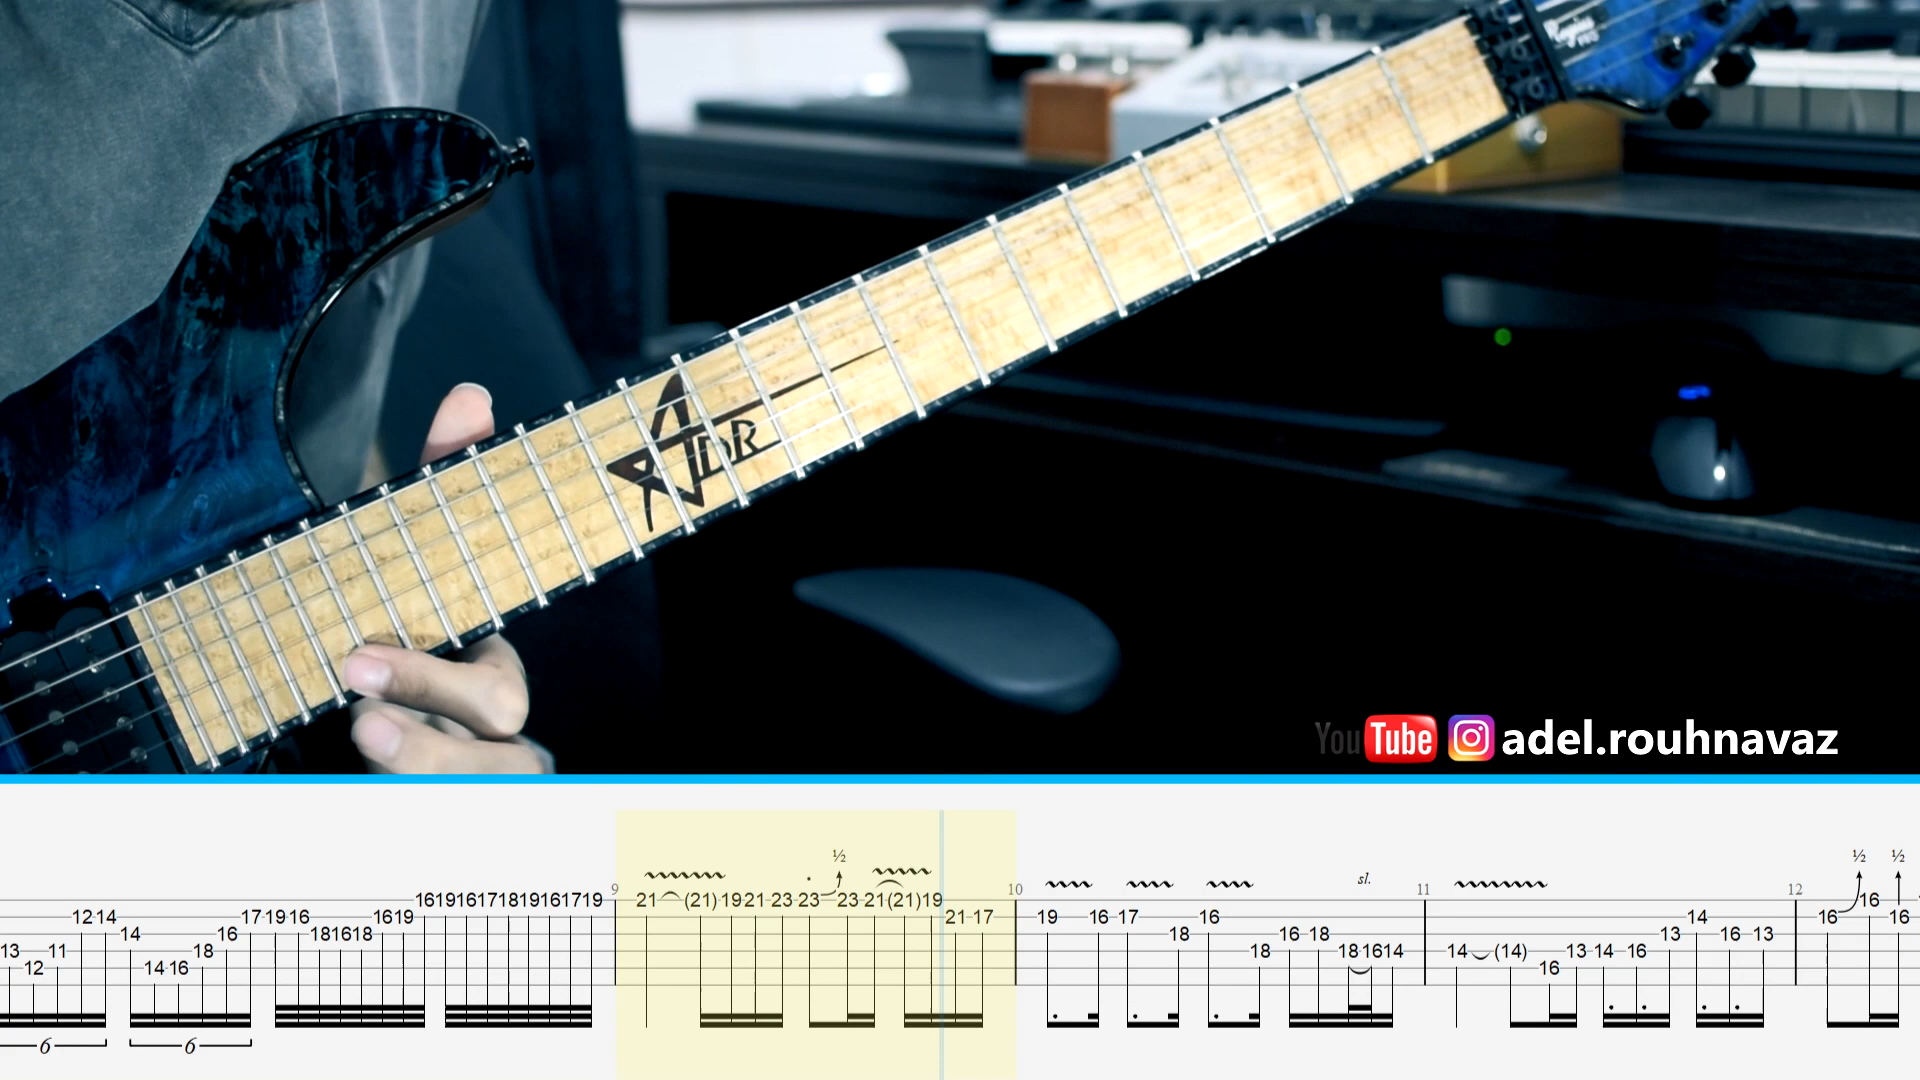 Regius
PRO
ADR
YouTube adel.rouhnavaz
½ ½ ½
9 10 sl. 11 12
16 19 16 17 18 19 16 17 19 21 (21) 19 21 23 23 23 21 (21) 19 16
12 14 17 19 16 16 19 21 17 19 16 17 16 14 16 16
14 16 18 16 18 18 16 18 13 16 13
13 11 18 18 18 16 14 14 (14) 13 14 16
12 14 16 16
6 6